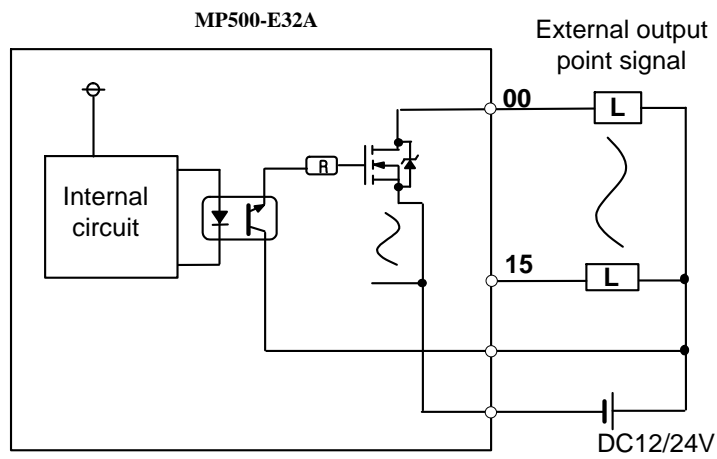 MP500-E32A
External output
point signal
00
L
R
Internal
circuit
15
L
DC12/24V